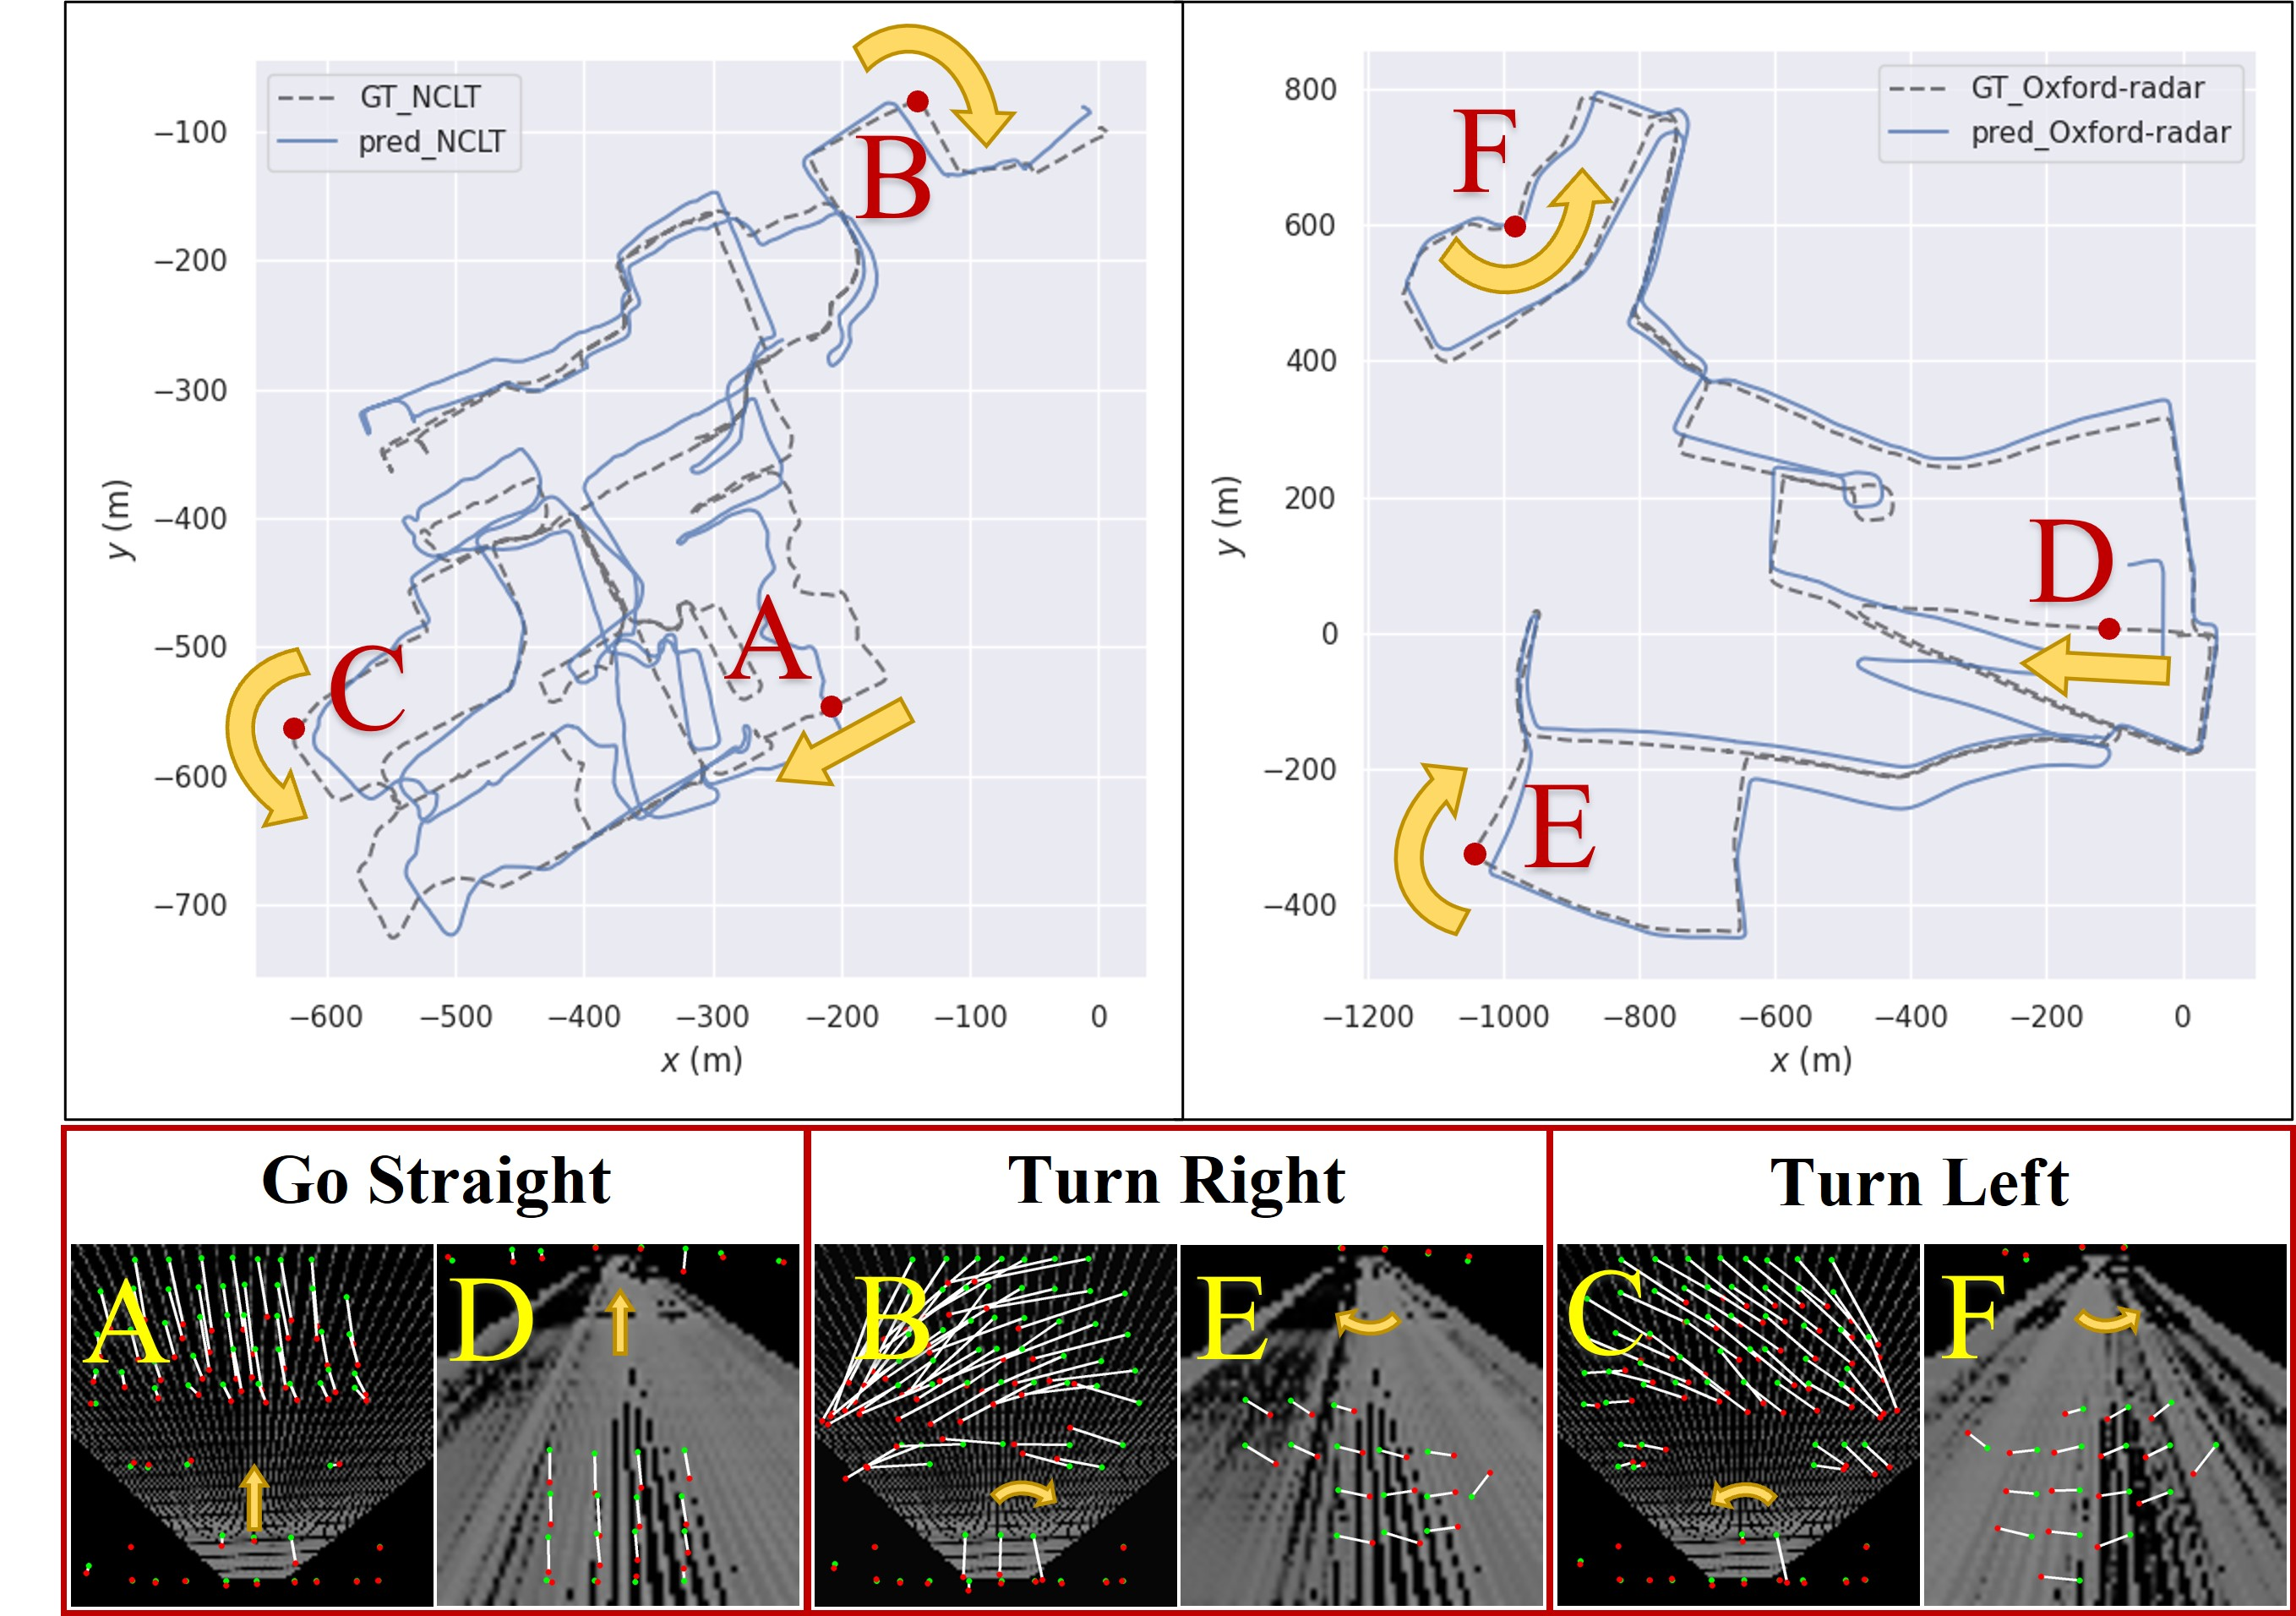 GT_NCLT
pred_NCLT
B
A
C
−100
−200
−300
−400
−500
−600
−700
y (m)
−600
−500
−400
−300
−200
−100
0
x (m)
GT_Oxford-radar
pred_Oxford-radar
F
D
E
800
600
400
200
0
−200
−400
y (m)
−1200
−1000
−800
−600
−400
−200
0
x (m)
Go Straight
A
D
Turn Right
B
E
Turn Left
C
F